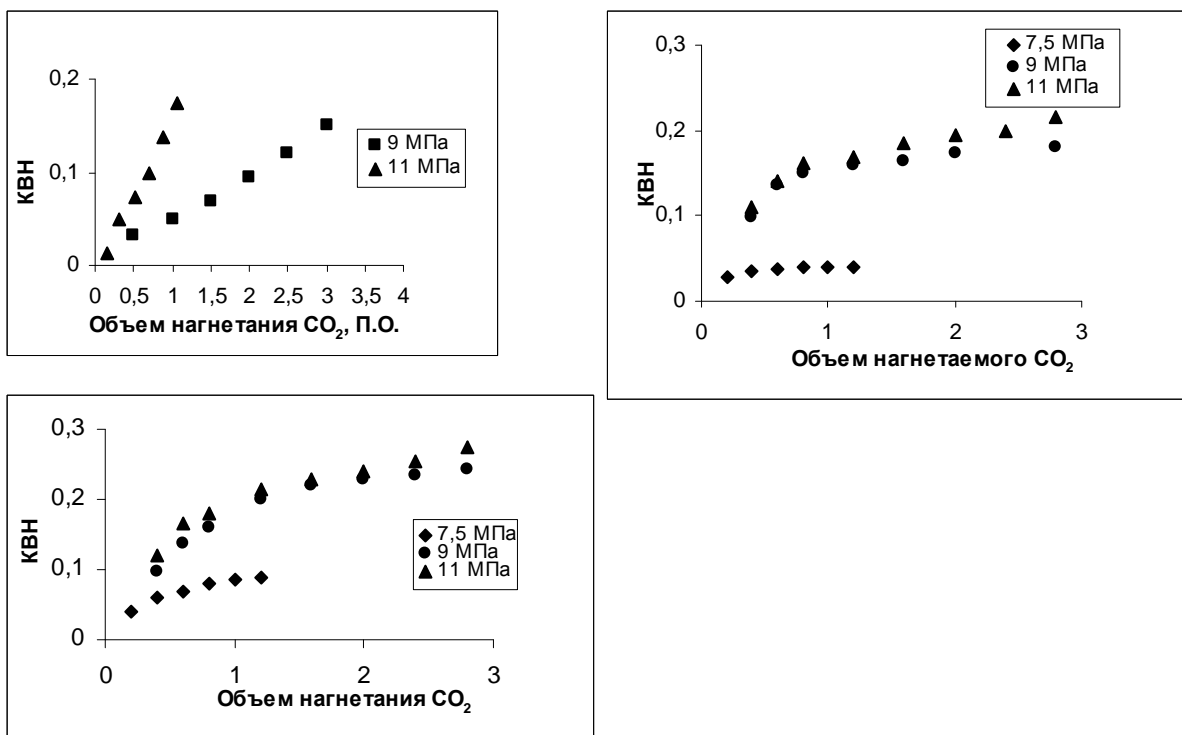 0,2
0,1
0
КВН
0 0,5 1 1,5 2 2,5 3 3,5 4
Объем нагнетания CO₂, П.О.
9 МПа
11 МПа
0,3
0,2
0,1
0
КВН
0 1 2 3
Объем нагнетаемого CO₂
7,5 МПа
9 МПа
11 МПа
0,3
0,2
0,1
0
КВН
0 1 2 3
Объем нагнетания CO₂
7,5 МПа
9 МПа
11 МПа